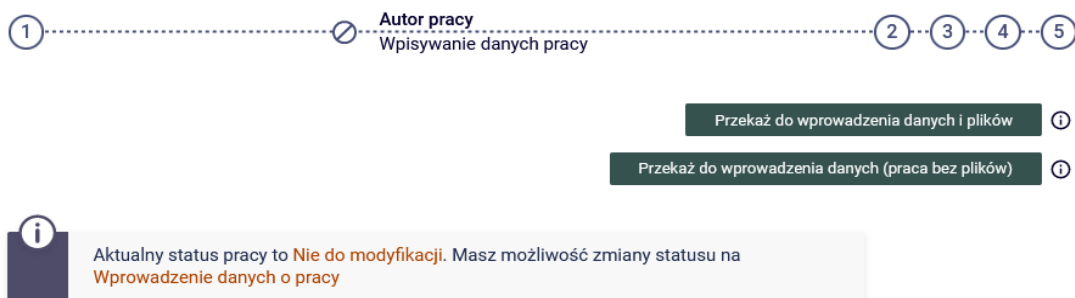 1
Autor pracy
Wpisywanie danych pracy
2
3
4
5
Przekaż do wprowadzenia danych i plików
Przekaż do wprowadzenia danych (praca bez plików)
Aktualny status pracy to Nie do modyfikacji. Masz możliwość zmiany statusu na
Wprowadzenie danych o pracy